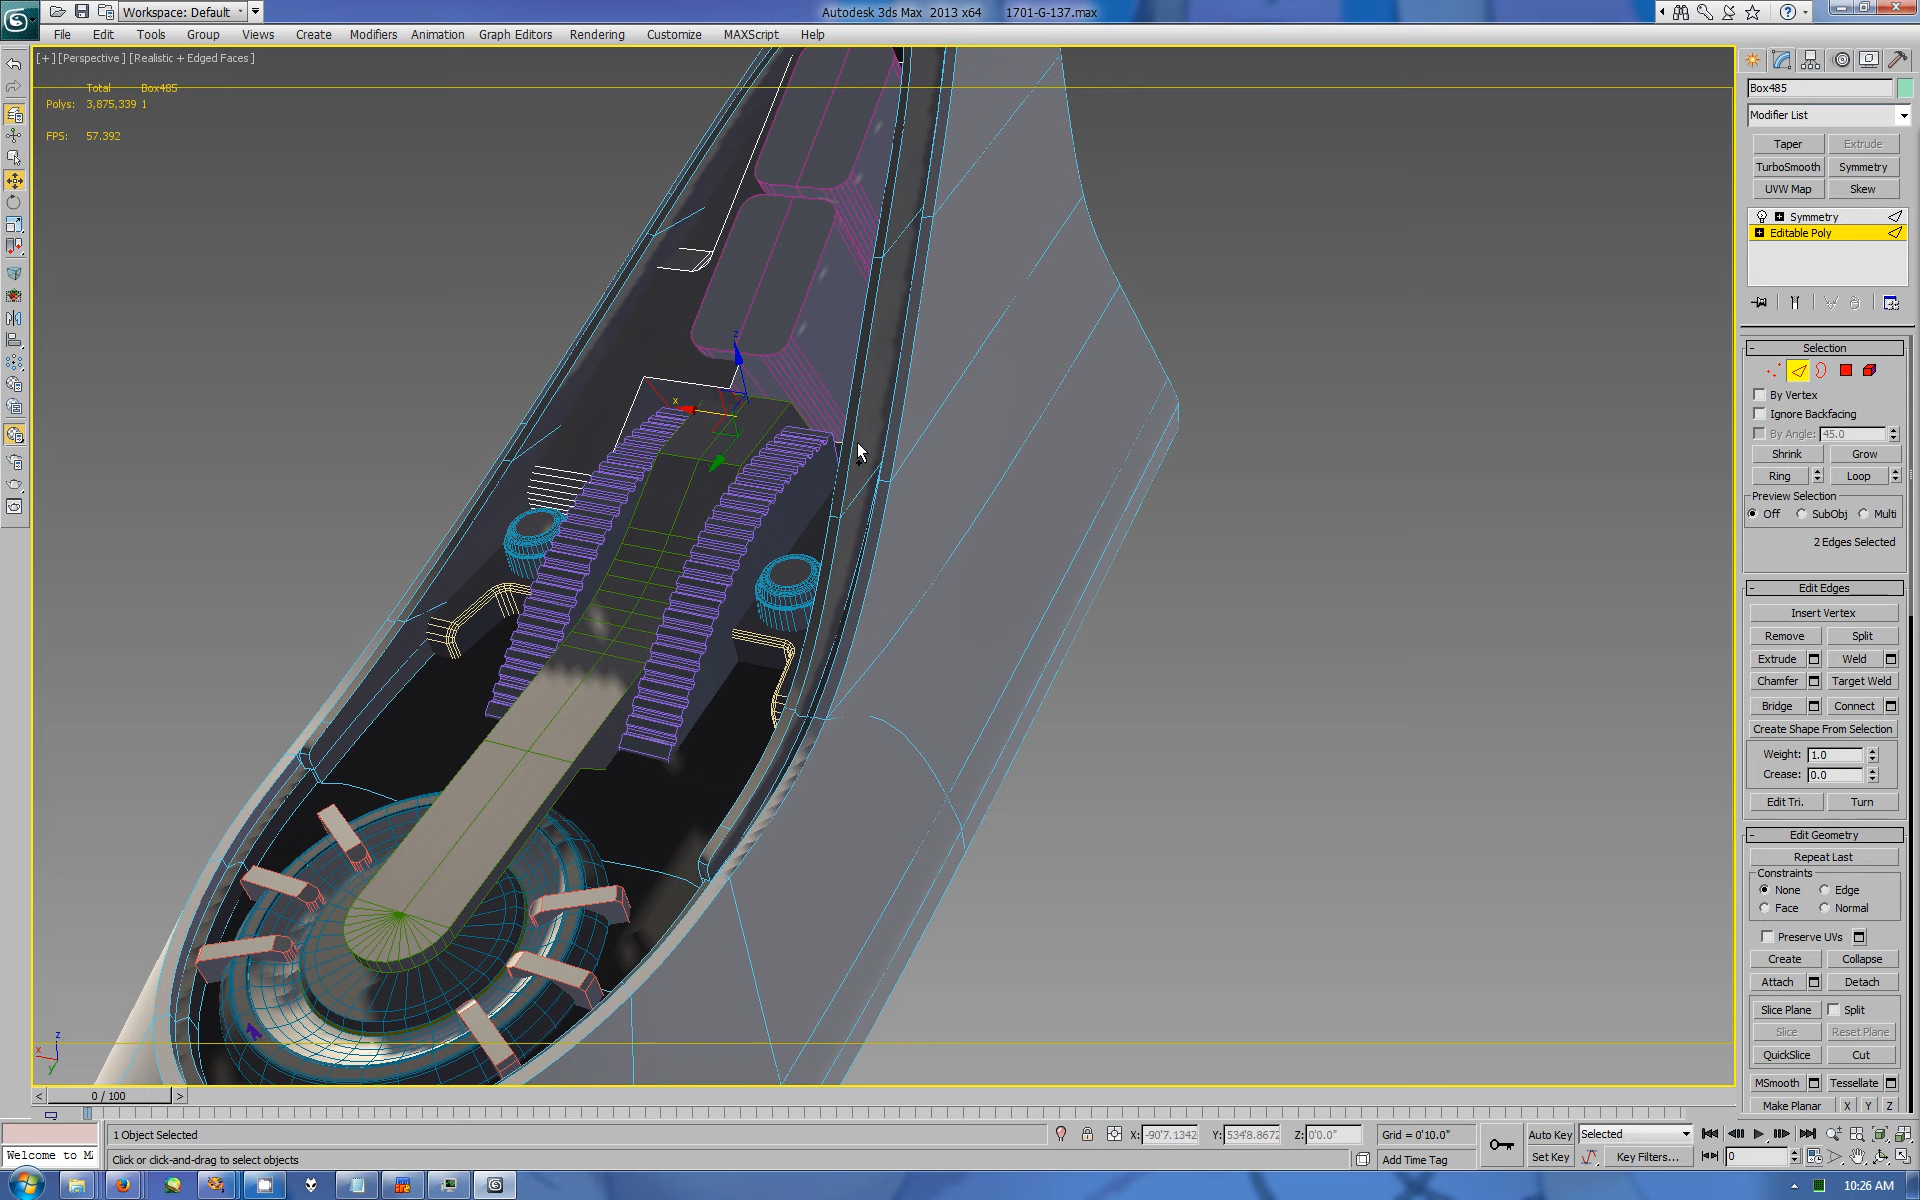 Workspace: Default
Autodesk 3ds Max 2013 x64 1701-G-137.max
File Edit Tools Group Views Create Modifiers Animation Graph Editors Rendering Customize MAXScript Help
[+] [Perspective ] [Realistic + Edged Faces ]
Total Box485
Polys: 3,875,339 1
FPS: 57.392
z
x
z
x
y
Box485
Modifier List
Taper Extrude
TurboSmooth Symmetry
UVW Map Skew
Symmetry
Editable Poly
- Selection
By Vertex
Ignore Backfacing
By Angle: 45.0
Shrink Grow
Ring Loop
Preview Selection
Off SubObj Multi
2 Edges Selected
- Edit Edges
Insert Vertex
Remove Split
Extrude Weld
Chamfer Target Weld
Bridge Connect
Create Shape From Selection
Weight: 1.0
Crease: 0.0
Edit Tri. Turn
- Edit Geometry
Repeat Last
Constraints
None Edge
Face Normal
Preserve UVs
Create Collapse
Attach Detach
Slice Plane Split
Slice Reset Plane
QuickSlice Cut
MSmooth Tessellate
Make Planar X Y Z
< 0 / 100 >
1 Object Selected X: -90'7.1342 Y: 534'8.8672 Z: 0'0.0" Grid = 0'10.0" Auto Key Selected
Welcome to M Click or click-and-drag to select objects Add Time Tag Set Key Key Filters... 0
10:26 AM